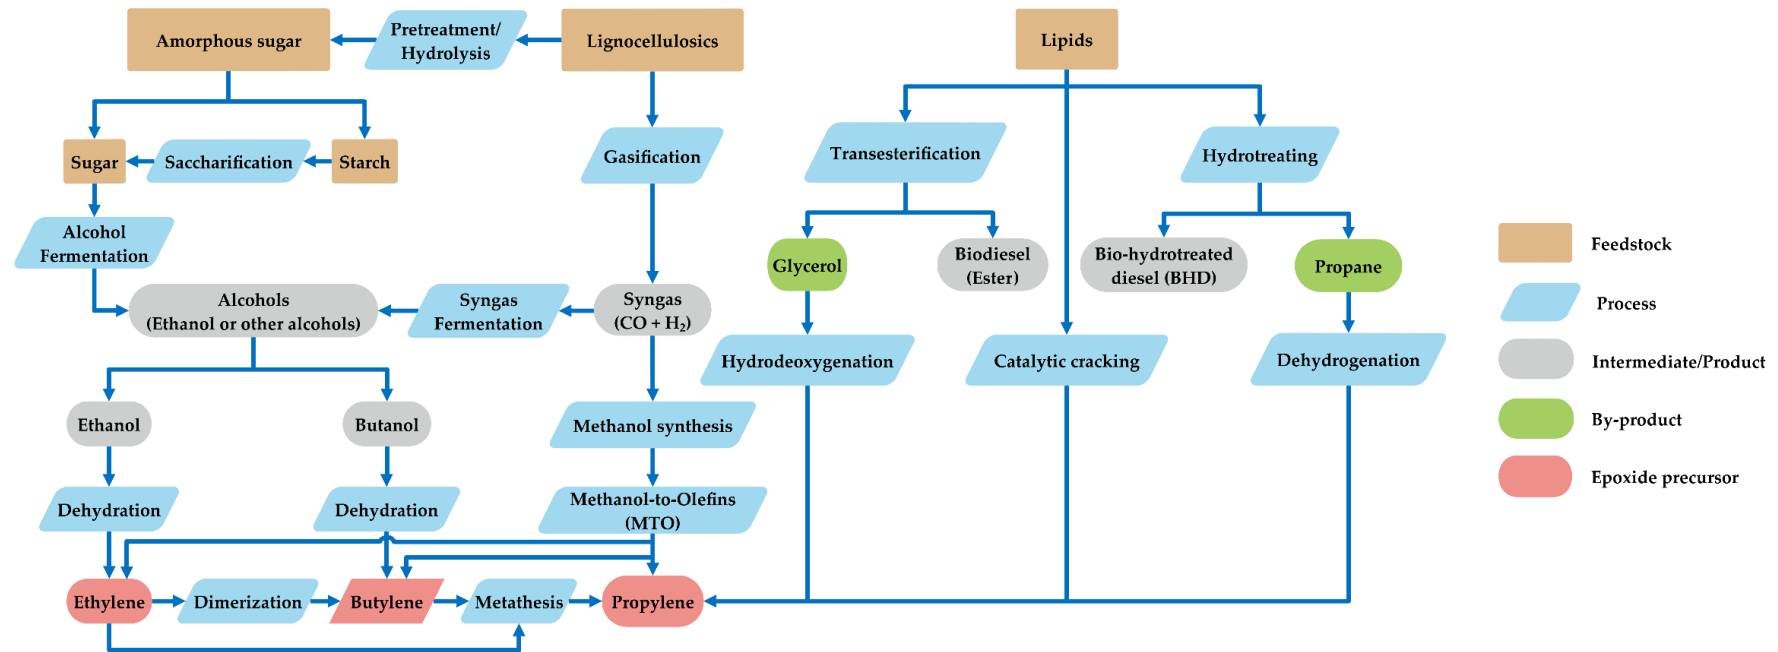 Amorphous sugar
Pretreatment/
Hydrolysis
Lignocellulosics
Lipids
Sugar
Saccharification
Starch
Gasification
Transesterification
Hydrotreating
Alcohol
Fermentation
Glycerol
Biodiesel
(Ester)
Bio-hydrotreated
diesel (BHD)
Propane
Alcohols
(Ethanol or other alcohols)
Syngas
Fermentation
Syngas
(CO + H₂)
Hydrodeoxygenation
Catalytic cracking
Dehydrogenation
Ethanol
Butanol
Methanol synthesis
Dehydration
Dehydration
Methanol-to-Olefins
(MTO)
Ethylene
Dimerization
Butylene
Metathesis
Propylene
Feedstock
Process
Intermediate/Product
By-product
Epoxide precursor